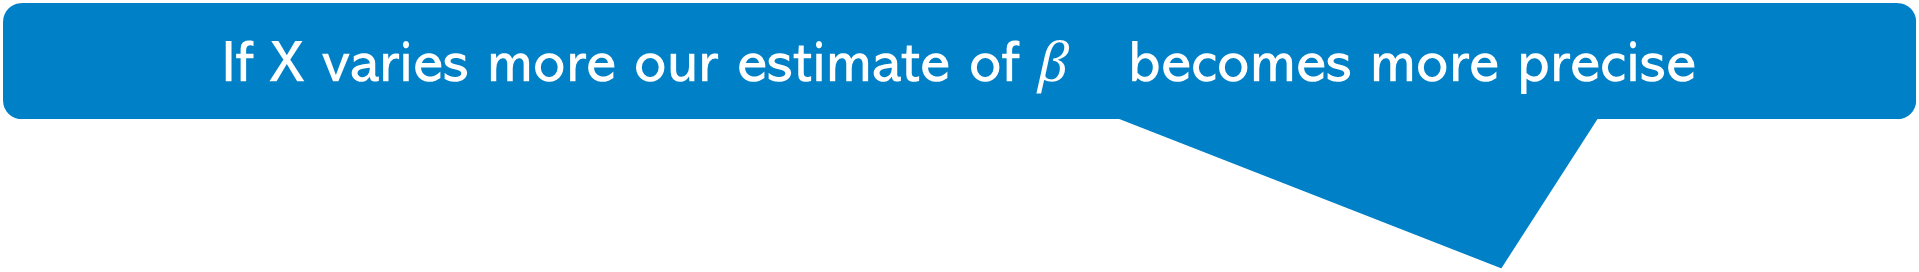 If X varies more our estimate of β becomes more precise